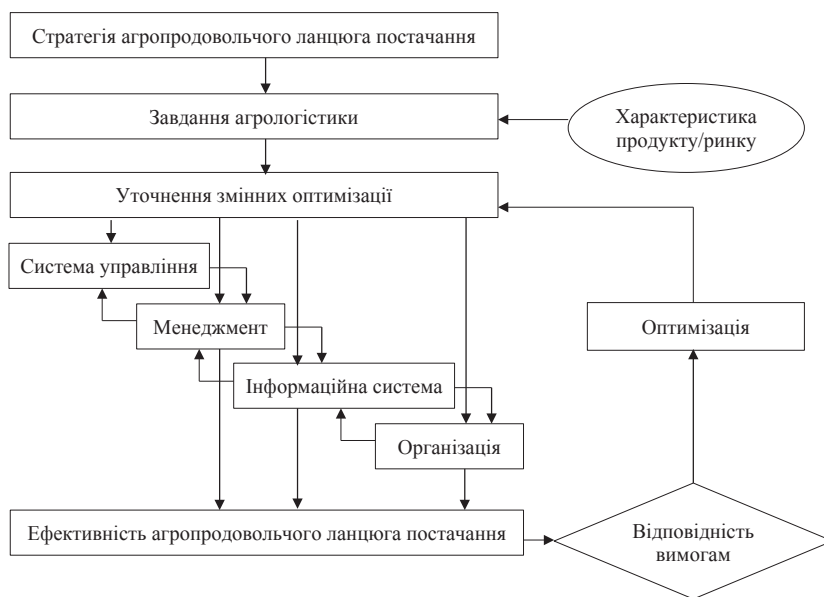 Стратегія агропродовольчого ланцюга постачання
Завдання агрологістики
Характеристика
продукту/ринку
Уточнення змінних оптимізації
Система управління
Менеджмент
Оптимізація
Інформаційна система
Організація
Ефективність агропродовольчого ланцюга постачання
Відповідність
вимогам